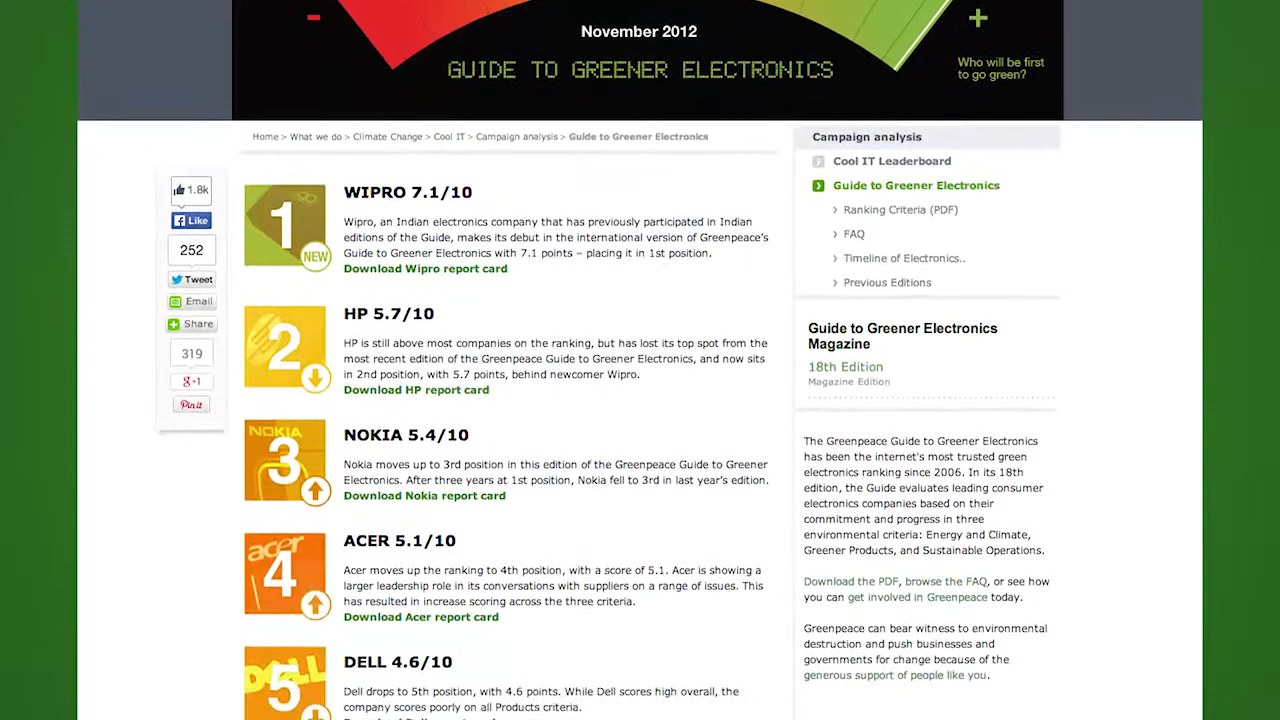 -
+
November 2012
GUIDE TO GREENER ELECTRONICS
Who will be first
to go green?
Home > What we do > Climate Change > Cool IT > Campaign analysis > Guide to Greener Electronics
1.8k
Like
252
Tweet
Email
Share
319
g+1
Pin it
1
NEW
WIPRO 7.1/10
Wipro, an Indian electronics company that has previously participated in Indian
editions of the Guide, makes its debut in the international version of Greenpeace's
Guide to Greener Electronics with 7.1 points – placing it in 1st position.
Download Wipro report card
2
HP 5.7/10
HP is still above most companies on the ranking, but has lost its top spot from the
most recent edition of the Greenpeace Guide to Greener Electronics, and now sits
in 2nd position, with 5.7 points, behind newcomer Wipro.
Download HP report card
NOKIA
3
NOKIA 5.4/10
Nokia moves up to 3rd position in this edition of the Greenpeace Guide to Greener
Electronics. After three years at 1st position, Nokia fell to 3rd in last year's edition.
Download Nokia report card
acer
4
ACER 5.1/10
Acer moves up the ranking to 4th position, with a score of 5.1. Acer is showing a
larger leadership role in its conversations with suppliers on a range of issues. This
has resulted in increase scoring across the three criteria.
Download Acer report card
DELL
5
DELL 4.6/10
Dell drops to 5th position, with 4.6 points. While Dell scores high overall, the
company scores poorly on all Products criteria.
Campaign analysis
Cool IT Leaderboard
Guide to Greener Electronics
Ranking Criteria (PDF)
FAQ
Timeline of Electronics..
Previous Editions
Guide to Greener Electronics
Magazine
18th Edition
Magazine Edition
The Greenpeace Guide to Greener Electronics
has been the internet's most trusted green
electronics ranking since 2006. In its 18th
edition, the Guide evaluates leading consumer
electronics companies based on their
commitment and progress in three
environmental criteria: Energy and Climate,
Greener Products, and Sustainable Operations.
Download the PDF, browse the FAQ, or see how
you can get involved in Greenpeace today.
Greenpeace can bear witness to environmental
destruction and push businesses and
governments for change because of the
generous support of people like you.